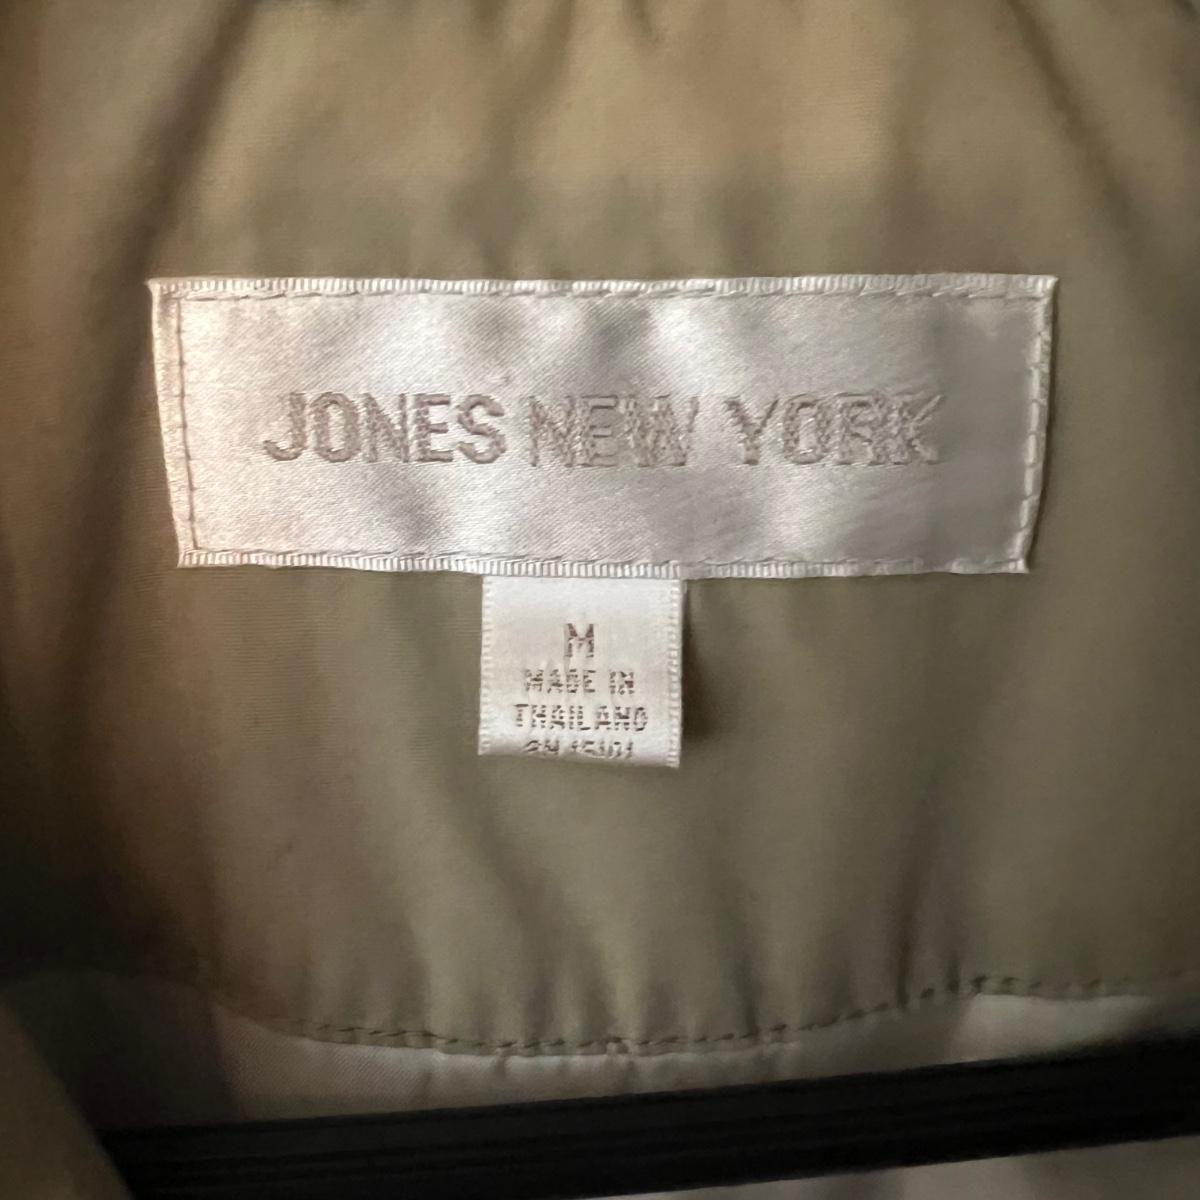 JONES NEW YORK
M
MADE IN
THAILAND